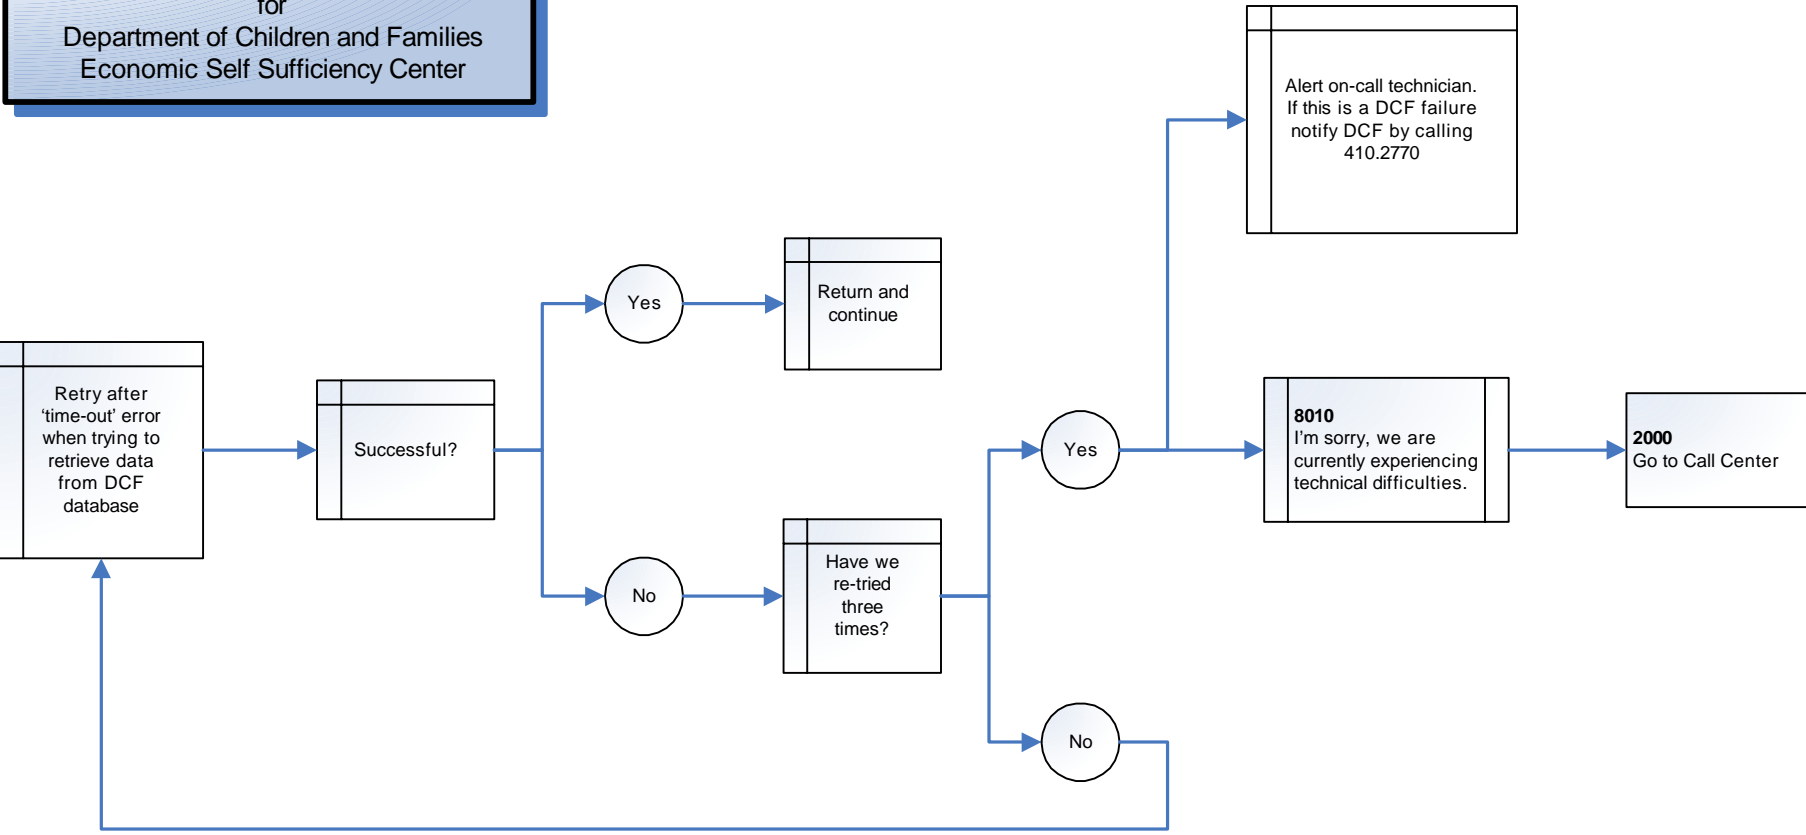 for
Department of Children and Families
Economic Self Sufficiency Center
Alert on-call technician.
If this is a DCF failure
notify DCF by calling
410.2770
Yes
Return and
continue
Retry after
‘time-out’ error
when trying to
retrieve data
from DCF
database
Successful?
Yes
8010
I’m sorry, we are
currently experiencing
technical difficulties.
2000
Go to Call Center
No
Have we
re-tried
three
times?
No